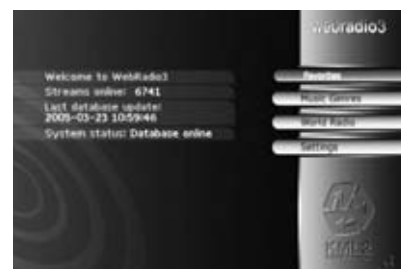 webradio3
Welcome to WebRadio3
Streams online: 6741
Last database update:
2009-03-23 10:59:46
System status: Database online
Favorites
Music Genres
World Radio
Settings